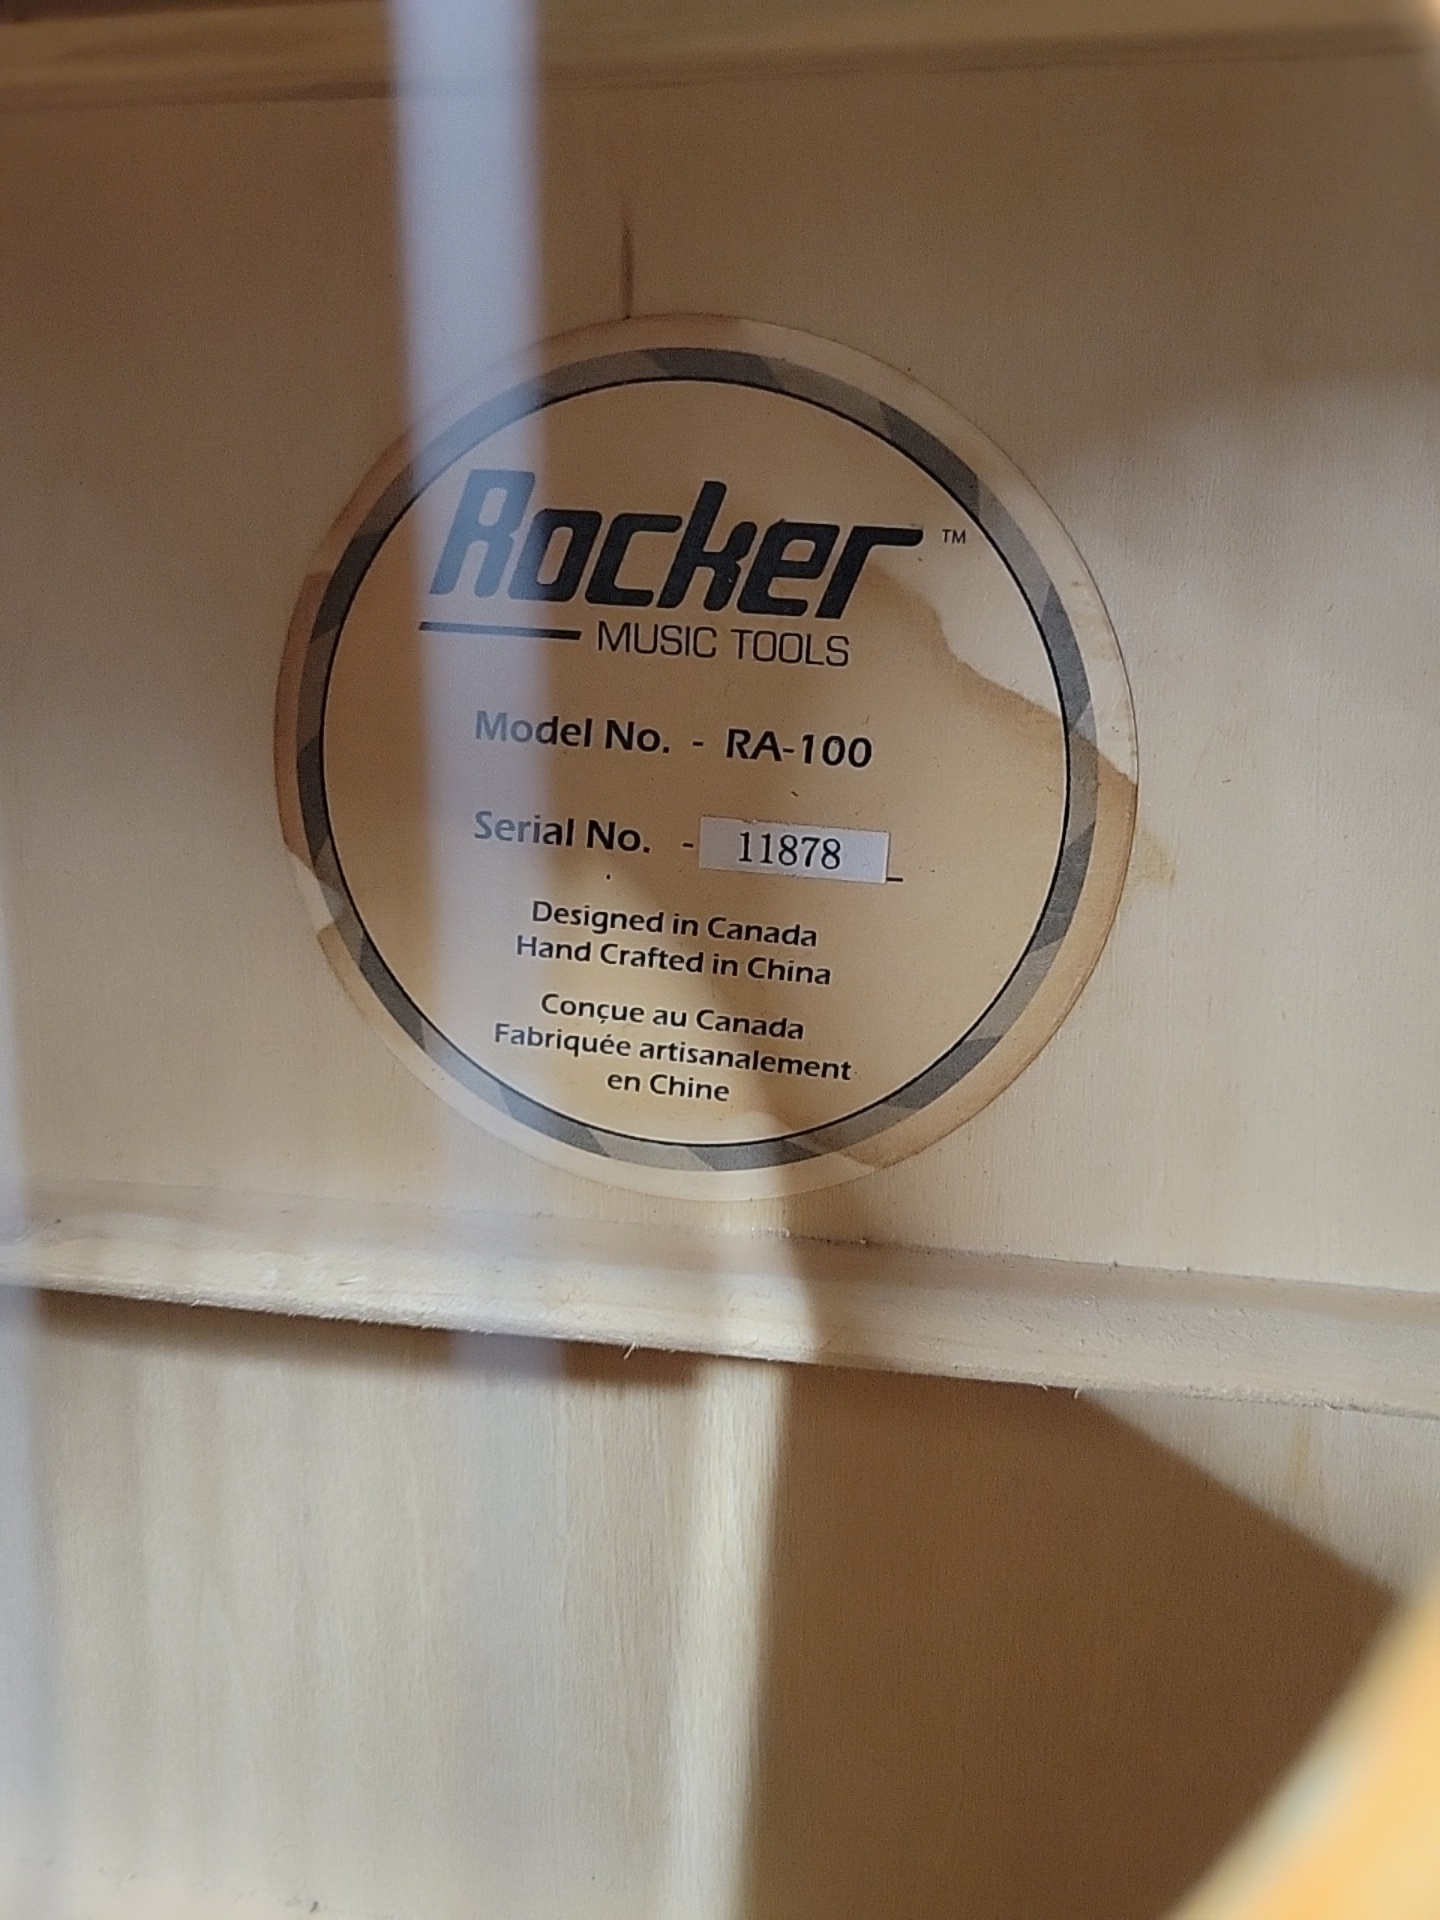 Rocker™
MUSIC TOOLS
Model No. - RA-100
Serial No. - 11878_
Designed in Canada
Hand Crafted in China
Conçue au Canada
Fabriquée artisanalement
en Chine